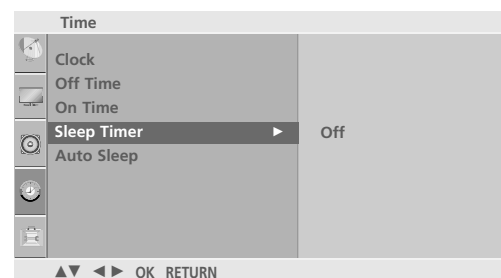 Time
Clock
Off Time
On Time
Sleep Timer ► Off
Auto Sleep
▲▼ ◄► OK RETURN